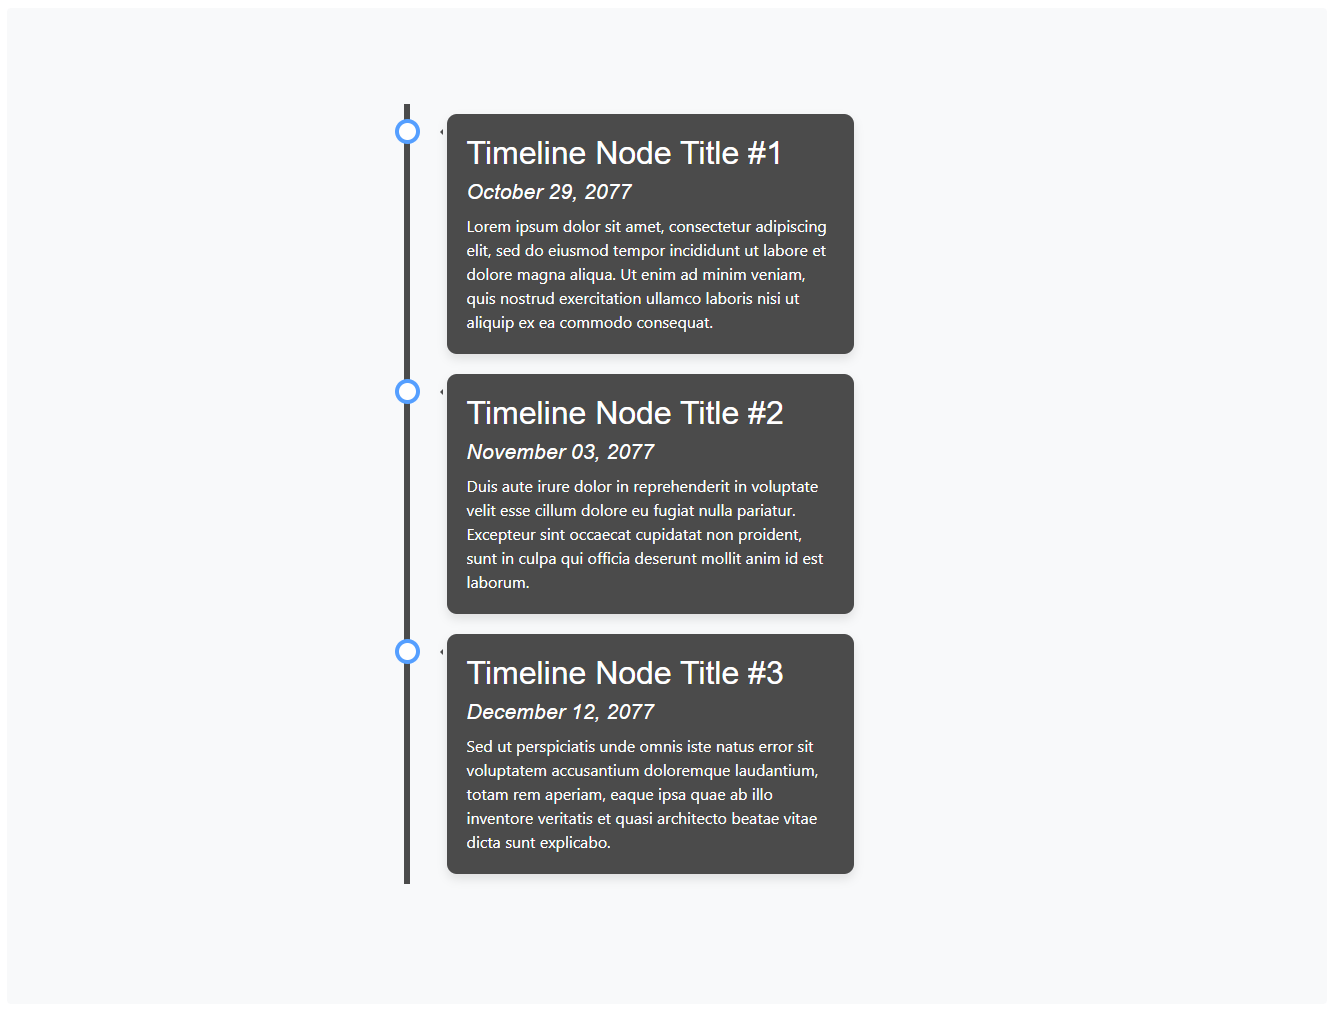 Timeline Node Title #1
October 29, 2077
Lorem ipsum dolor sit amet, consectetur adipiscing
elit, sed do eiusmod tempor incididunt ut labore et
dolore magna aliqua. Ut enim ad minim veniam,
quis nostrud exercitation ullamco laboris nisi ut
aliquip ex ea commodo consequat.
Timeline Node Title #2
November 03, 2077
Duis aute irure dolor in reprehenderit in voluptate
velit esse cillum dolore eu fugiat nulla pariatur.
Excepteur sint occaecat cupidatat non proident,
sunt in culpa qui officia deserunt mollit anim id est
laborum.
Timeline Node Title #3
December 12, 2077
Sed ut perspiciatis unde omnis iste natus error sit
voluptatem accusantium doloremque laudantium,
totam rem aperiam, eaque ipsa quae ab illo
inventore veritatis et quasi architecto beatae vitae
dicta sunt explicabo.